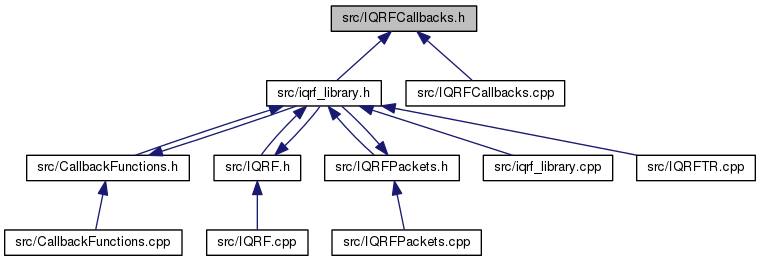 src/IQRFCallbacks.h
src/iqrf_library.h
src/IQRFCallbacks.cpp
src/CallbackFunctions.h
src/IQRF.h
src/IQRFPackets.h
src/iqrf_library.cpp
src/IQRFTR.cpp
src/CallbackFunctions.cpp
src/IQRF.cpp
src/IQRFPackets.cpp